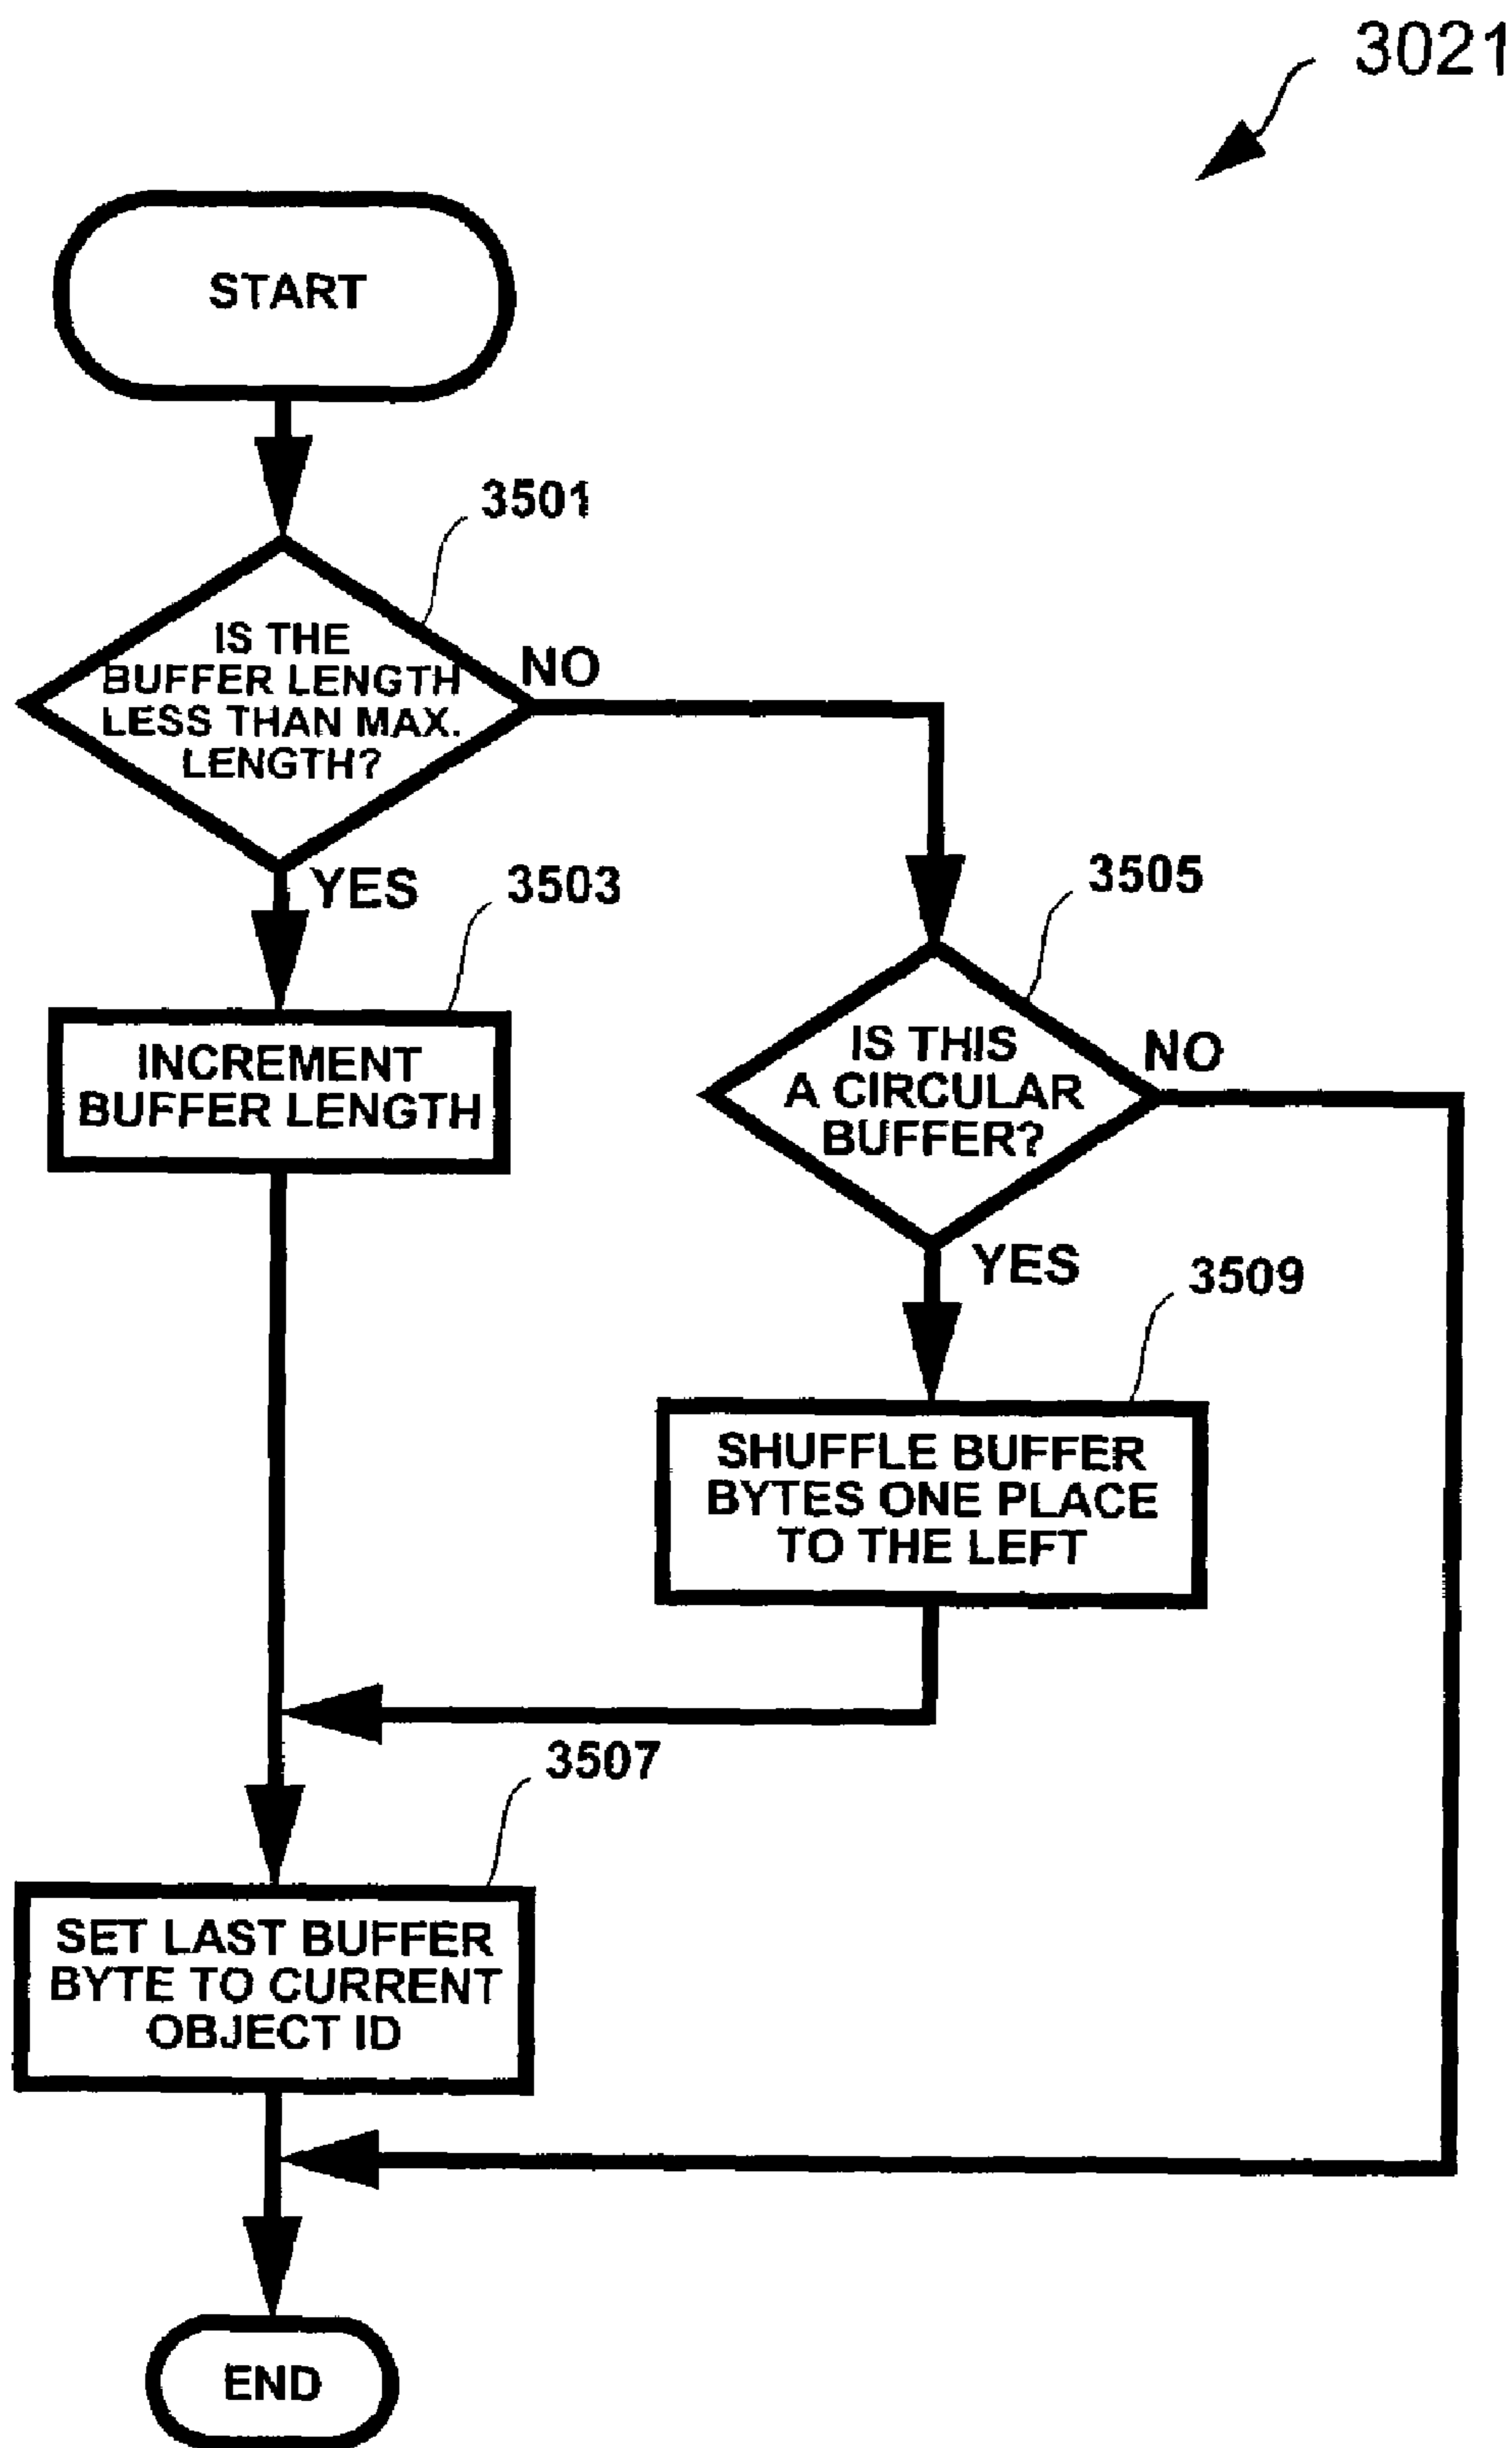 3021
START
3501
IS THE
BUFFER LENGTH
LESS THAN MAX.
LENGTH?
NO
YES
3503
INCREMENT
BUFFER LENGTH
3505
IS THIS
A CIRCULAR
BUFFER?
NO
YES
3509
SHUFFLE BUFFER
BYTES ONE PLACE
TO THE LEFT
3507
SET LAST BUFFER
BYTE TO CURRENT
OBJECT ID
END